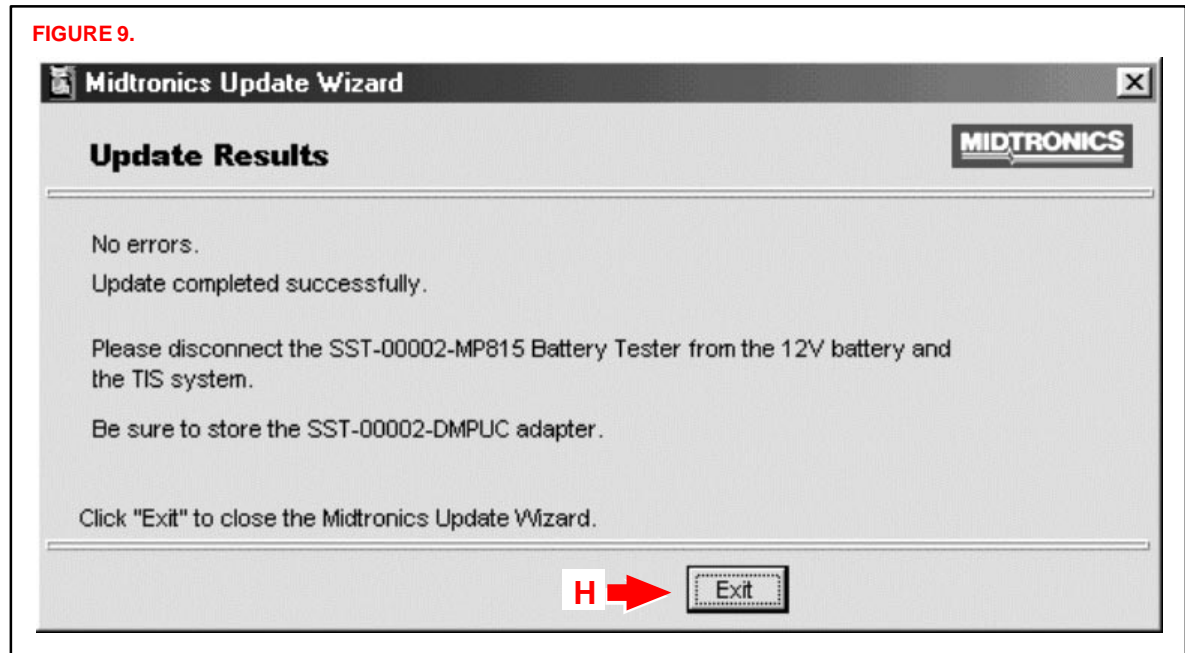 FIGURE 9.
Midtronics Update Wizard
Update Results
MIDTRONICS
No errors.
Update completed successfully.
Please disconnect the SST-00002-MP815 Battery Tester from the 12V battery and
the TIS system.
Be sure to store the SST-00002-DMPUC adapter.
Click "Exit" to close the Midtronics Update Wizard.
H
Exit